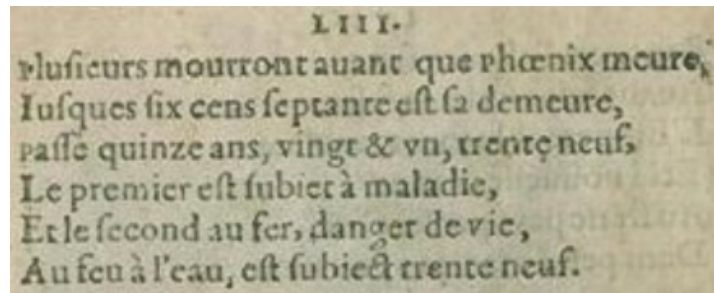 LIII.
Pluſieurs mourront auant que Phœnix meure,
Iuſques ſix cens ſeptante eſt ſa demeure,
Paſſé quinze ans, vingt & vn, trente neuf,
Le premier eſt ſubiet à maladie,
Et le ſecond au fer, danger de vie,
Au feu à l'eau, eſt ſubiect trente neuf.